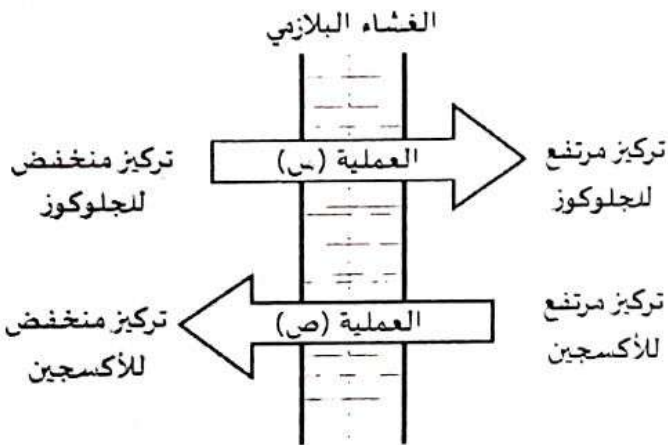 الغشاء البلازمي
تركيز مرتفع
للجلوكوز
العملية (س)
تركيز منخفض
للجلوكوز
تركيز مرتفع
للأكسجين
العملية (ص)
تركيز منخفض
للأكسجين